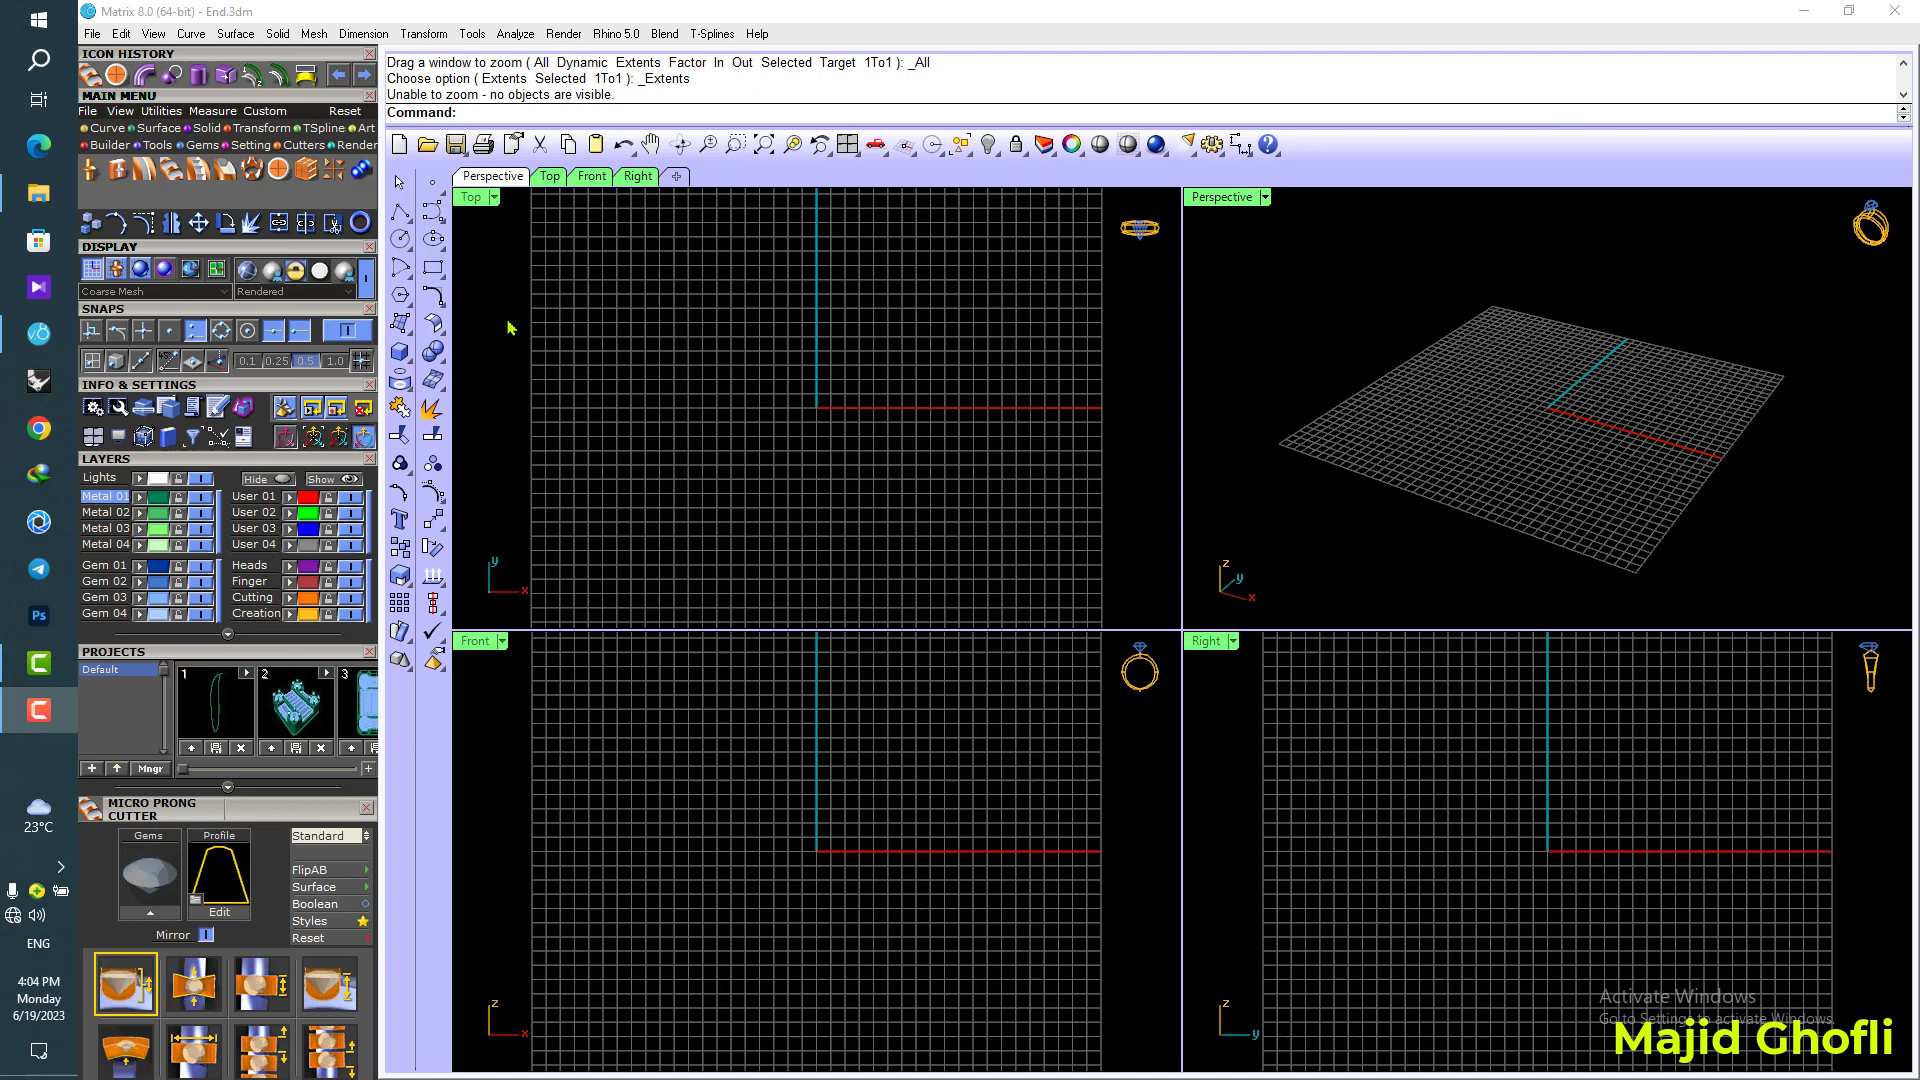 Matrix 8.0 (64-bit) - End.3dm
File Edit View Curve Surface Solid Mesh Dimension Transform Tools Analyze Render Rhino 5.0 Blend T-Splines Help
ICON HISTORY
MAIN MENU
File View Utilities Measure Custom Reset
Curve Surface Solid Transform TSpline Art
Builder Tools Gems Setting Cutters Render
DISPLAY
Coarse Mesh Rendered
SNAPS
0.1 0.25 0.5 1.0
INFO & SETTINGS
LAYERS
Lights Hide Show
Metal 01 User 01
Metal 02 User 02
Metal 03 User 03
Metal 04 User 04
Gem 01 Heads
Gem 02 Finger
Gem 03 Cutting
Gem 04 Creation
PROJECTS
Default 1 2 3
Mngr
MICRO PRONG
CUTTER
Gems Profile Standard
FlipAB
Surface
Boolean
Edit Styles
Mirror Reset
Drag a window to zoom ( All Dynamic Extents Factor In Out Selected Target 1To1 ): _All
Choose option ( Extents Selected 1To1 ): _Extents
Unable to zoom - no objects are visible.
Command:
Perspective Top Front Right
Top
y
x
Perspective
z
y
x
Front
z
x
Right
z
y
Ps
23°C
ENG
4:04 PM
Monday
6/19/2023
Activate Windows
Go to Settings to activate Windows.
Majid Ghofli